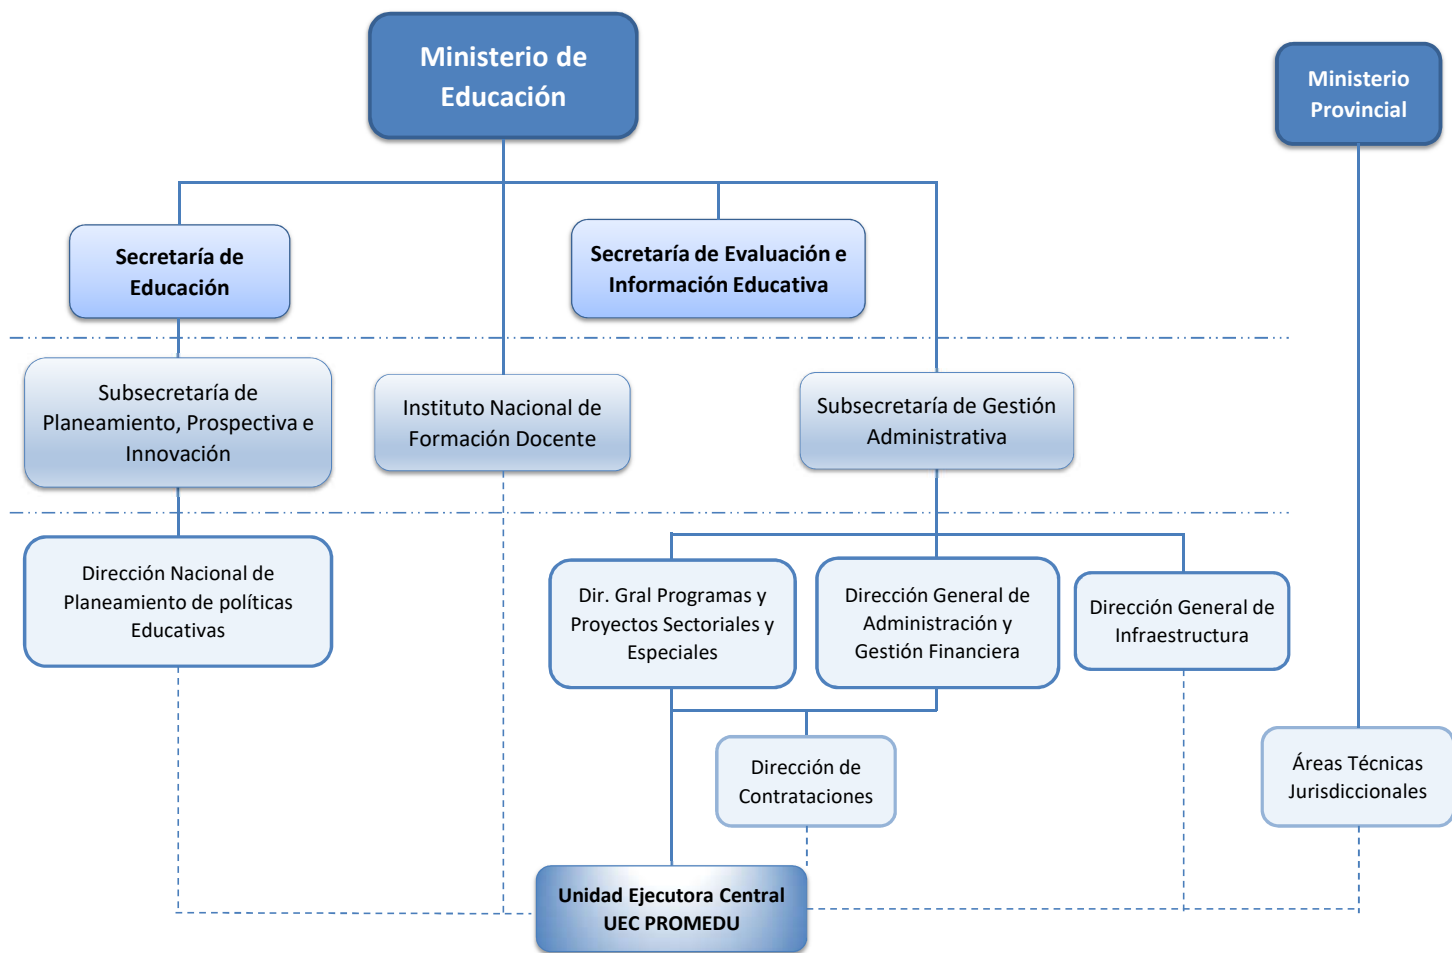 Ministerio de
Educación
Ministerio
Provincial
Secretaría de
Educación
Secretaría de Evaluación e
Información Educativa
Subsecretaría de
Planeamiento, Prospectiva e
Innovación
Instituto Nacional de
Formación Docente
Subsecretaría de Gestión
Administrativa
Dirección Nacional de
Planeamiento de políticas
Educativas
Dir. Gral Programas y
Proyectos Sectoriales y
Especiales
Dirección General de
Administración y
Gestión Financiera
Dirección General de
Infraestructura
Dirección de
Contrataciones
Áreas Técnicas
Jurisdiccionales
Unidad Ejecutora Central
UEC PROMEDU